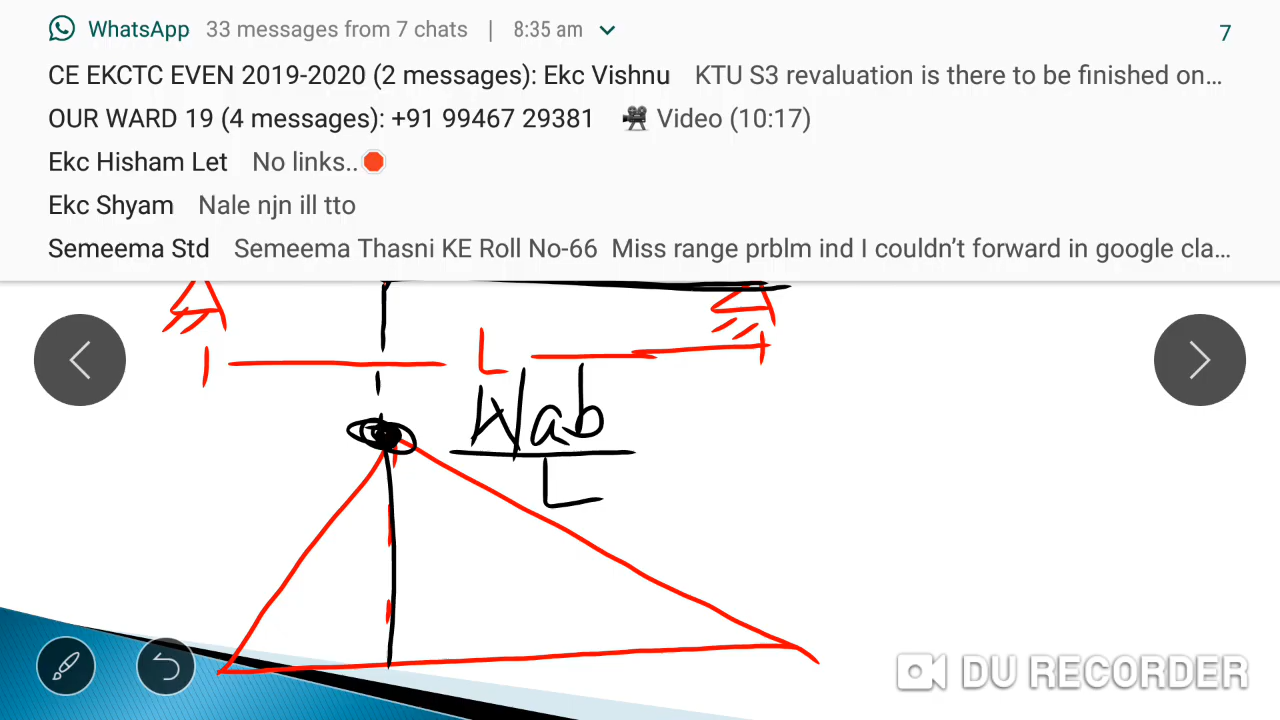 WhatsApp 33 messages from 7 chats | 8:35 am 7
CE EKCTC EVEN 2019-2020 (2 messages): Ekc Vishnu KTU S3 revaluation is there to be finished on...
OUR WARD 19 (4 messages): +91 99467 29381 Video (10:17)
Ekc Hisham Let No links..
Ekc Shyam Nale njn ill tto
Semeema Std Semeema Thasni KE Roll No-66 Miss range prblm ind I couldn't forward in google cla...
L
Wab
L
DU RECORDER